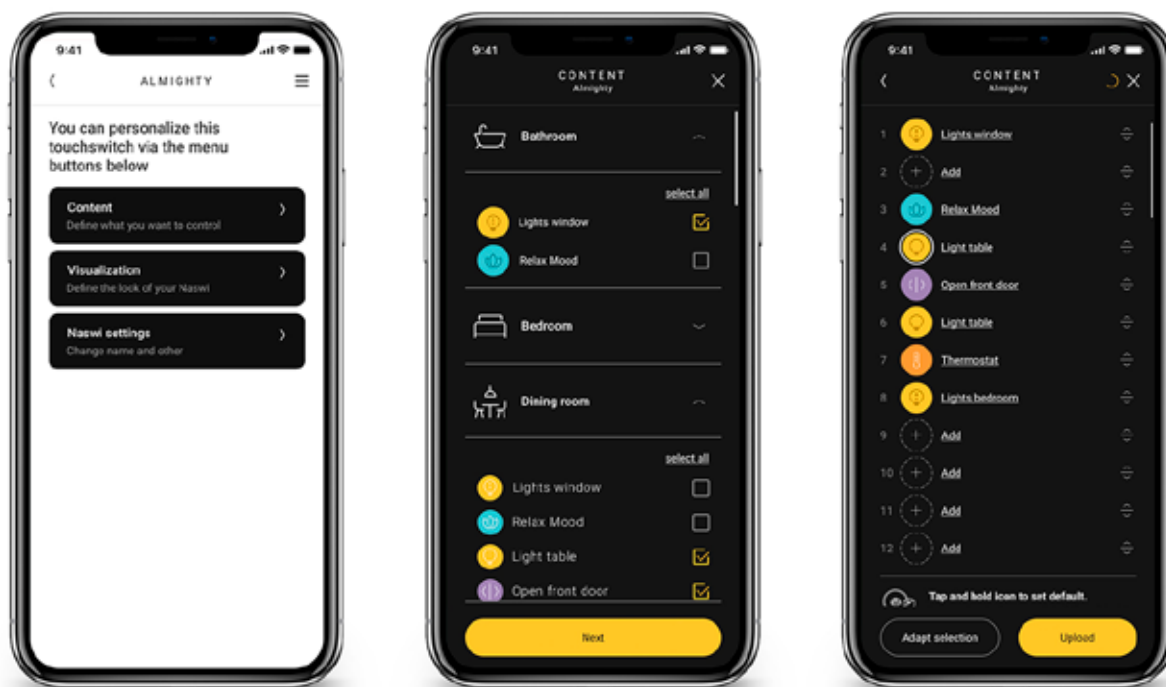 9:41
ALMIGHTY
You can personalize this
touchswitch via the menu
buttons below
Content
Define what you want to control
Visualization
Define the look of your Naswi
Naswi settings
Change name and other
9:41
CONTENT
Almighty
Bathroom
select all
Lights window
Relax Mood
Bedroom
Dining room
select all
Lights window
Relax Mood
Light table
Open front door
Next
9:41
CONTENT
Almighty
1 Lights window
2 Add
3 Relax Mood
4 Light table
5 Open front door
6 Light table
7 Thermostat
8 Lights bedroom
9 Add
10 Add
11 Add
12 Add
Tap and hold icon to set default.
Adapt selection
Upload